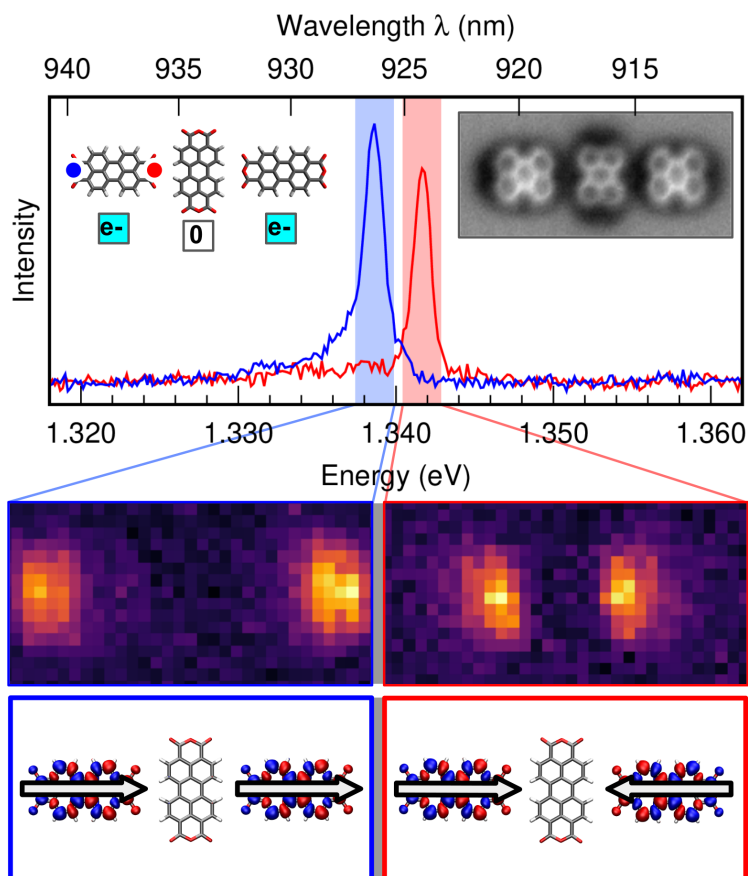 Wavelength λ (nm)
940 935 930 925 920 915
Intensity
e- 0 e-
1.320 1.330 1.340 1.350 1.360
Energy (eV)